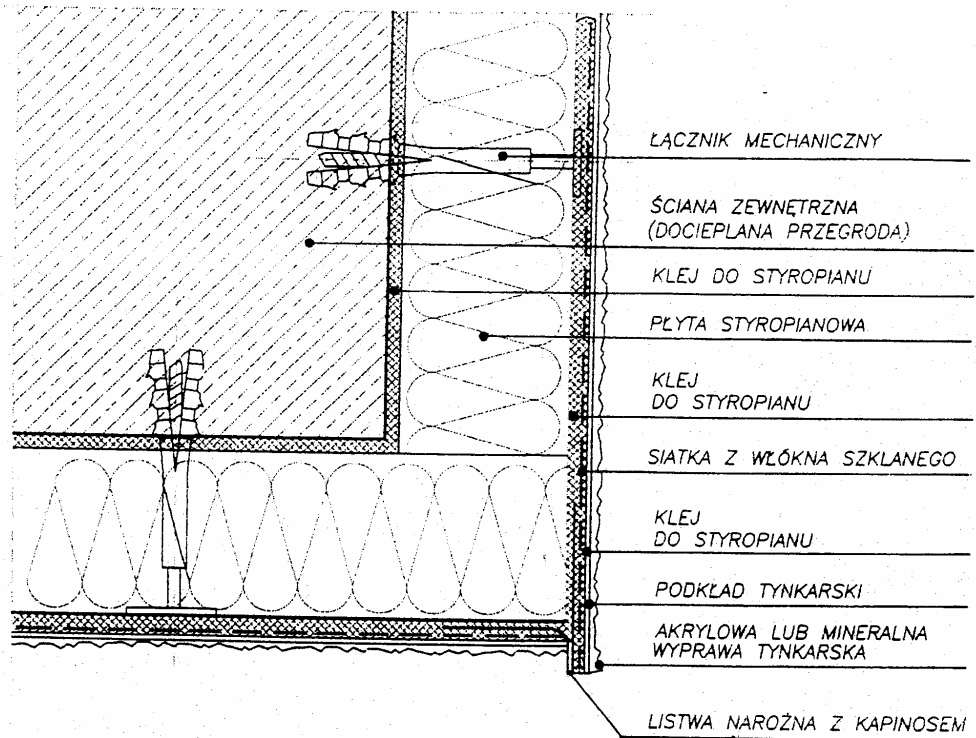 ŁĄCZNIK MECHANICZNY
ŚCIANA ZEWNĘTRZNA
(DOCIEPLANA PRZEGRODA)
KLEJ DO STYROPIANU
PŁYTA STYROPIANOWA
KLEJ
DO STYROPIANU
SIATKA Z WŁÓKNA SZKLANEGO
KLEJ
DO STYROPIANU
PODKŁAD TYNKARSKI
AKRYLOWA LUB MINERALNA
WYPRAWA TYNKARSKA
LISTWA NAROŻNA Z KAPINOSEM